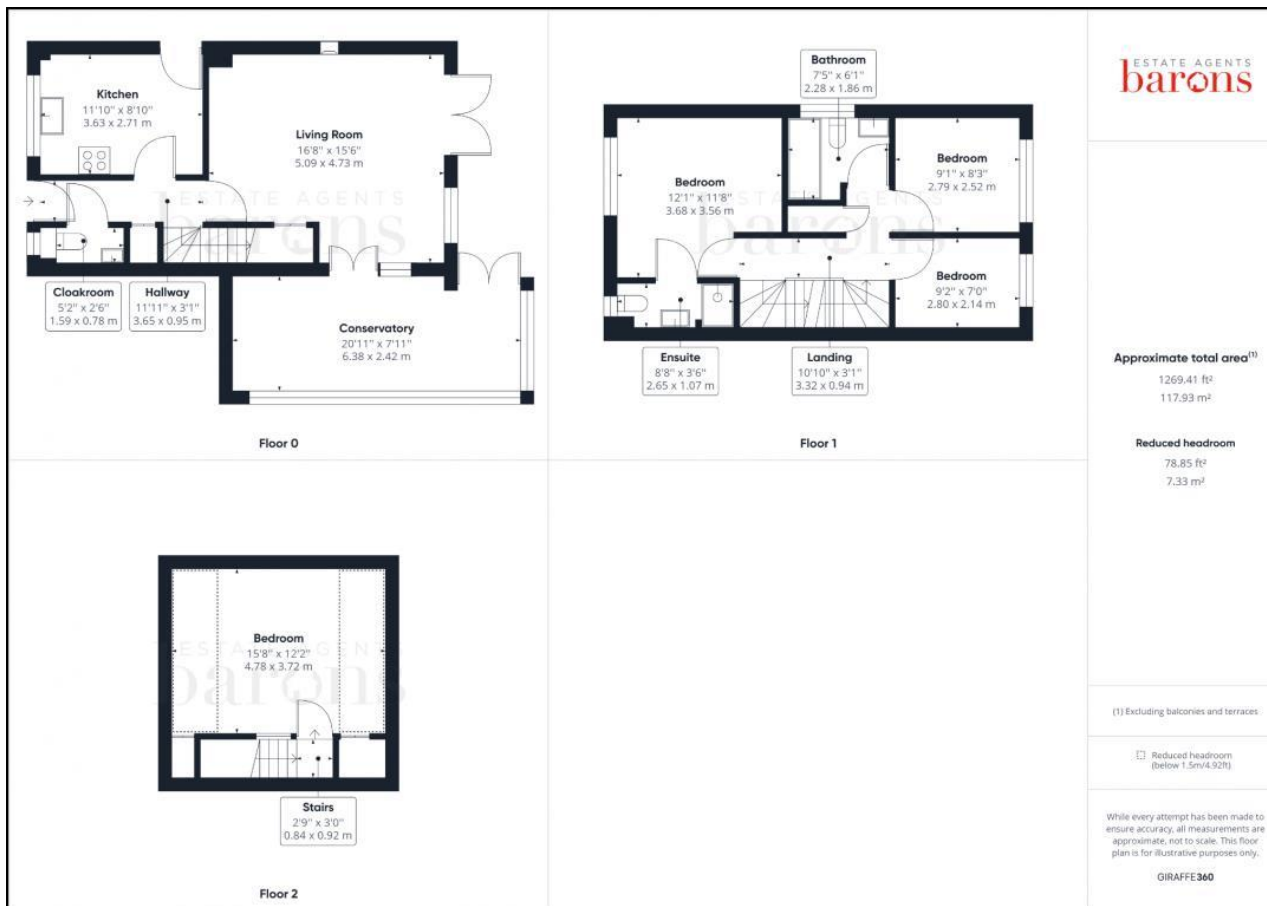 Kitchen
11'10" x 8'10"
3.63 x 2.71 m
Living Room
16'8" x 15'6"
5.09 x 4.73 m
ESTATE AGENTS
barons
Cloakroom
5'2" x 2'6"
1.59 x 0.78 m
Hallway
11'11" x 3'1"
3.65 x 0.95 m
Conservatory
20'11" x 7'11"
6.38 x 2.42 m
Floor 0
Bathroom
7'5" x 6'1"
2.28 x 1.86 m
Bedroom
12'1" x 11'8"
3.68 x 3.56 m
Bedroom
9'1" x 8'3"
2.79 x 2.52 m
ESTATE AGENTS
barons
Bedroom
9'2" x 7'0"
2.80 x 2.14 m
Ensuite
8'8" x 3'6"
2.65 x 1.07 m
Landing
10'10" x 3'1"
3.32 x 0.94 m
Floor 1
Bedroom
15'8" x 12'2"
4.78 x 3.72 m
ESTATE AGENTS
barons
Stairs
2'9" x 3'0"
0.84 x 0.92 m
Floor 2
ESTATE AGENTS
barons
Approximate total area(1)
1269.41 ft²
117.93 m²
Reduced headroom
78.85 ft²
7.33 m²
(1) Excluding balconies and terraces
Reduced headroom
(below 1.5m/4.92ft)
While every attempt has been made to
ensure accuracy, all measurements are
approximate, not to scale. This floor
plan is for illustrative purposes only.
GIRAFFE360